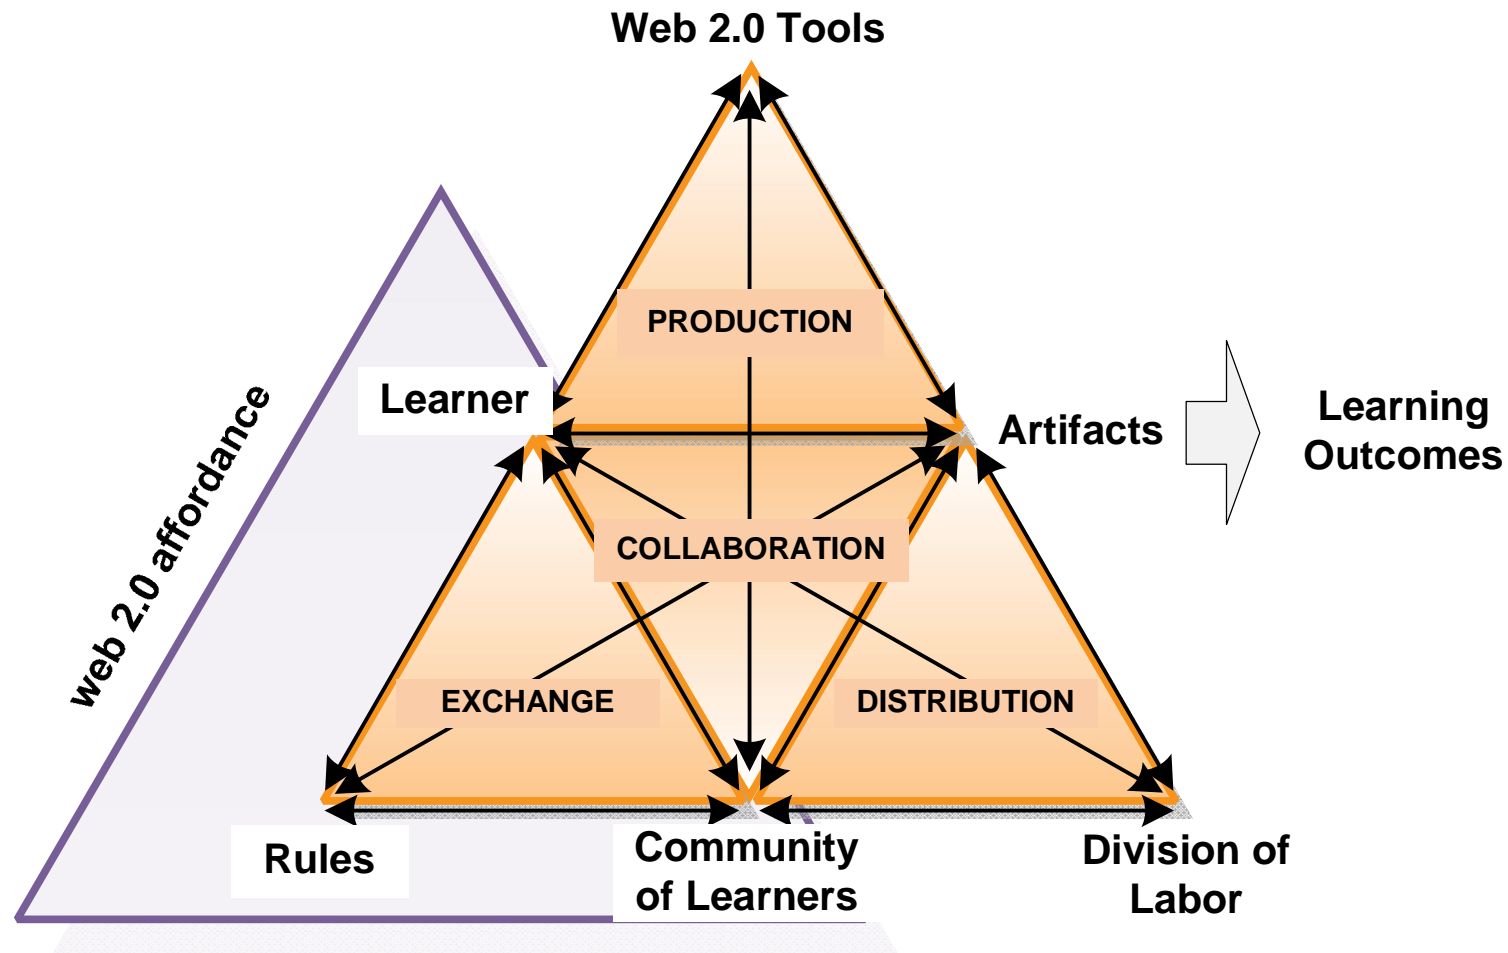 Web 2.0 Tools
PRODUCTION
Learner
Artifacts
Learning
Outcomes
web 2.0 affordance
COLLABORATION
EXCHANGE
DISTRIBUTION
Rules
Community
of Learners
Division of
Labor